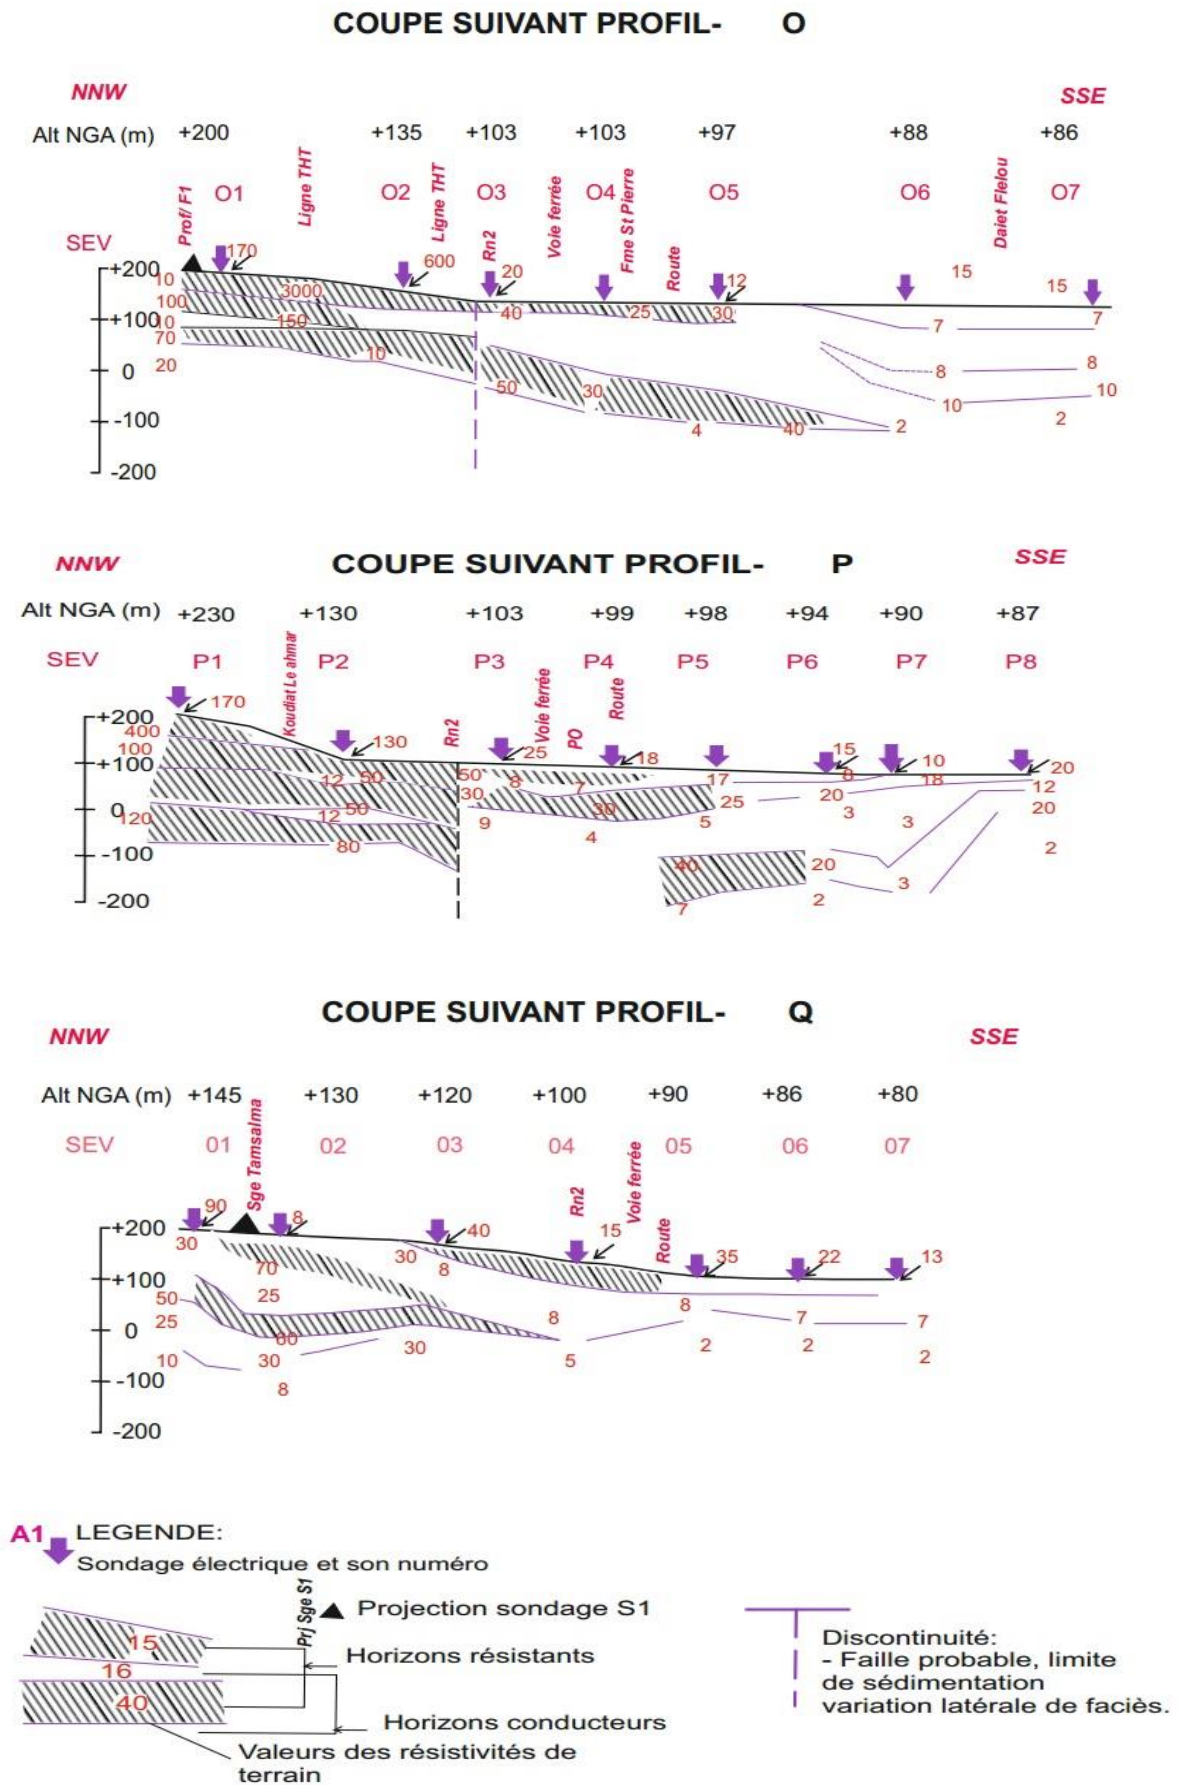 COUPE SUIVANT PROFIL- O
NNW SSE
Alt NGA (m) +200 +135 +103 +103 +97 +88 +86
Prof/ F1 Ligne THT Ligne THT Rn2 Voie ferrée Fme St Pierre Route Daiet Flelou
SEV O1 O2 O3 O4 O5 O6 O7
170 600 20 12 15 15
+200 10 3000
100 150 40 25 30 7 7
+100 10
70 10 8 8
0 20 50 30 10 10
-100 4 40 2 2
-200
NNW COUPE SUIVANT PROFIL- P SSE
Alt NGA (m) +230 +130 +103 +99 +98 +94 +90 +87
SEV P1 P2 P3 P4 P5 P6 P7 P8
Koudiat Le ahmar Rn2 Voie ferrée PO Route
170 130 25 18 15 10 20
+200 400
100
+100 12 50 50 8 7 17 8 18 12
30 30 25 20 20
0 120 12 50 9 4 5 3 3
80 2
-100 40 20 3
-200 7 2
COUPE SUIVANT PROFIL- Q
NNW SSE
Alt NGA (m) +145 +130 +120 +100 +90 +86 +80
SEV 01 02 03 04 05 06 07
Sge Tamsalma Rn2 Voie ferrée Route
90 8 40 15 35 22 13
+200 30 30 8
70
+100 50 25 8 8 7 7
0 25 60 30 2 2 2
10 30 5
-100 8
-200
A1 LEGENDE:
Sondage électrique et son numéro
Prj Sge S1
Projection sondage S1
15
Horizons résistants
16
40
Horizons conducteurs
Valeurs des résistivités de
terrain
Discontinuité:
- Faille probable, limite
de sédimentation
variation latérale de faciès.